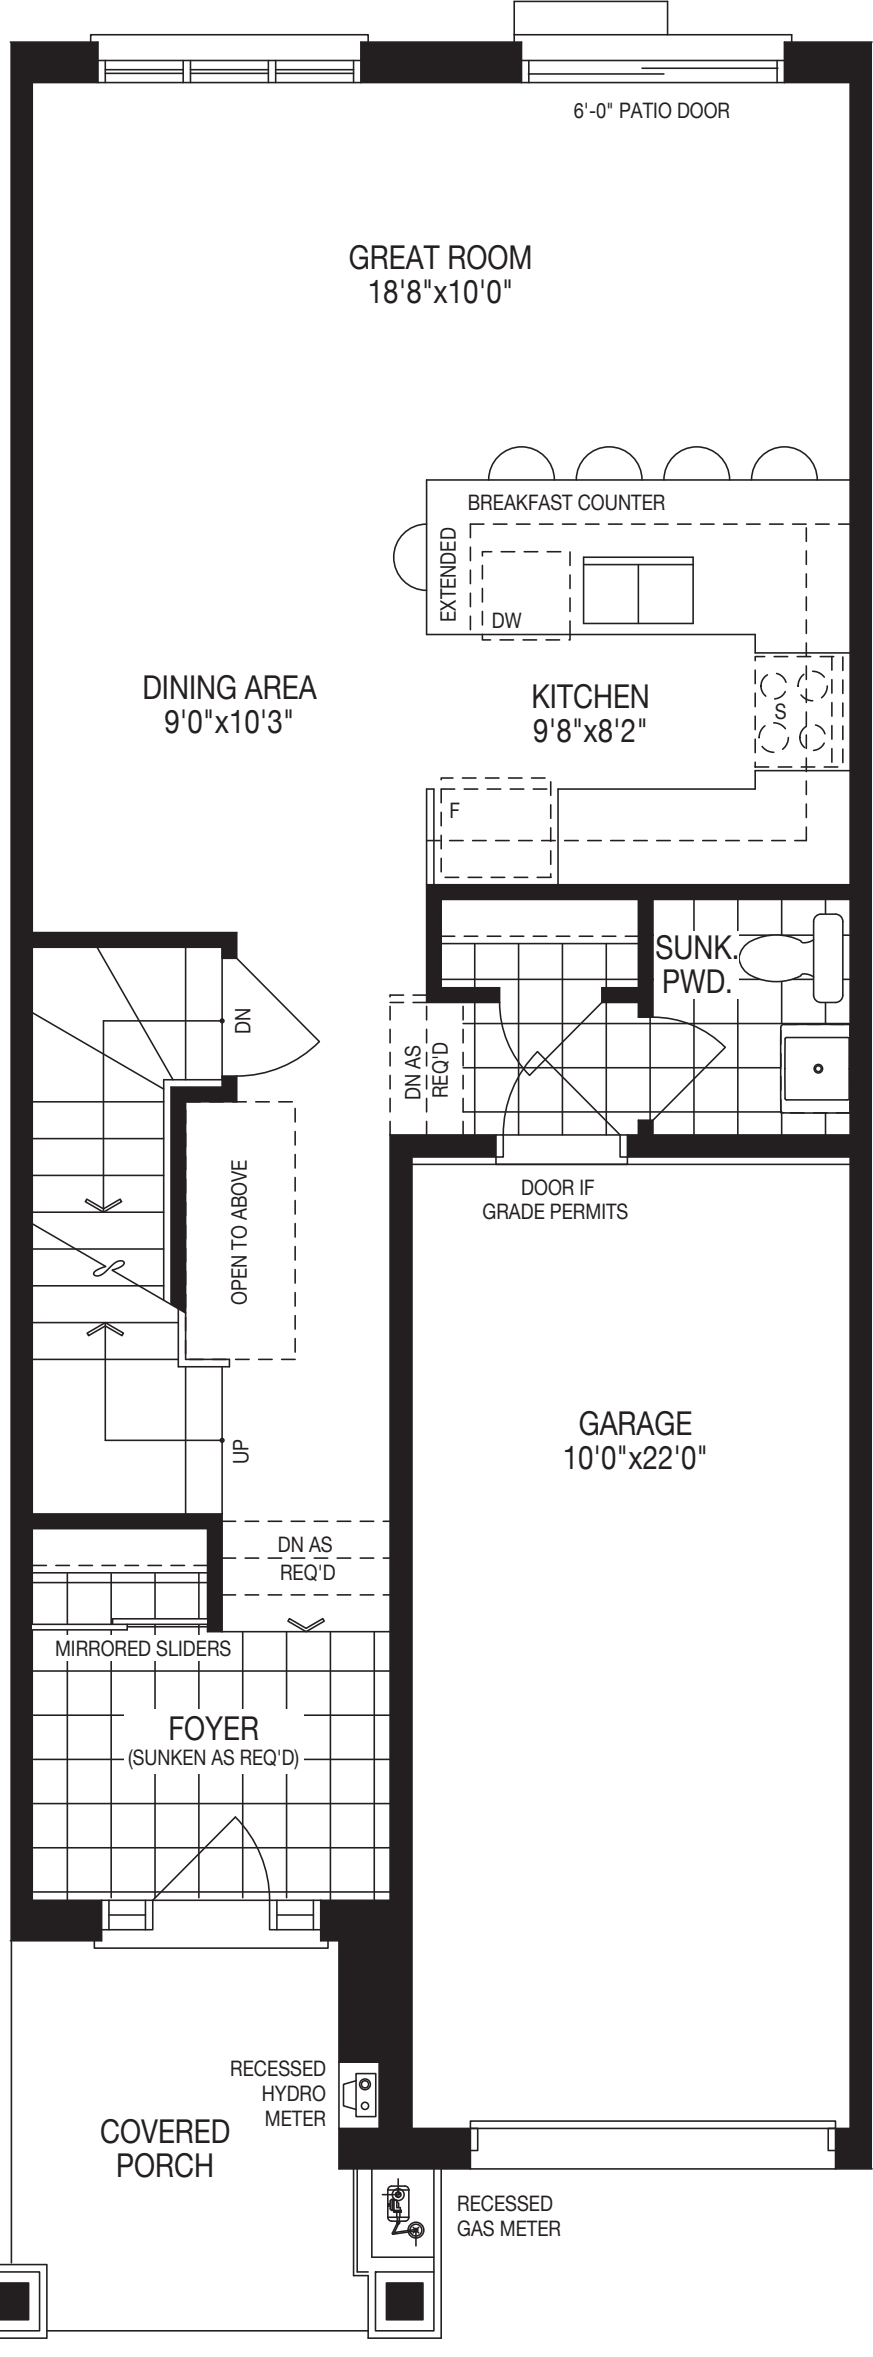 6'-0" PATIO DOOR
GREAT ROOM
18'8"x10'0"
BREAKFAST COUNTER
EXTENDED
DW
DINING AREA
9'0"x10'3"
KITCHEN
9'8"x8'2"
S
F
SUNK.
PWD.
DN
DN AS
REQ'D
OPEN TO ABOVE
DOOR IF
GRADE PERMITS
GARAGE
10'0"x22'0"
UP
DN AS
REQ'D
MIRRORED SLIDERS
FOYER
(SUNKEN AS REQ'D)
RECESSED
HYDRO
METER
COVERED
PORCH
RECESSED
GAS METER